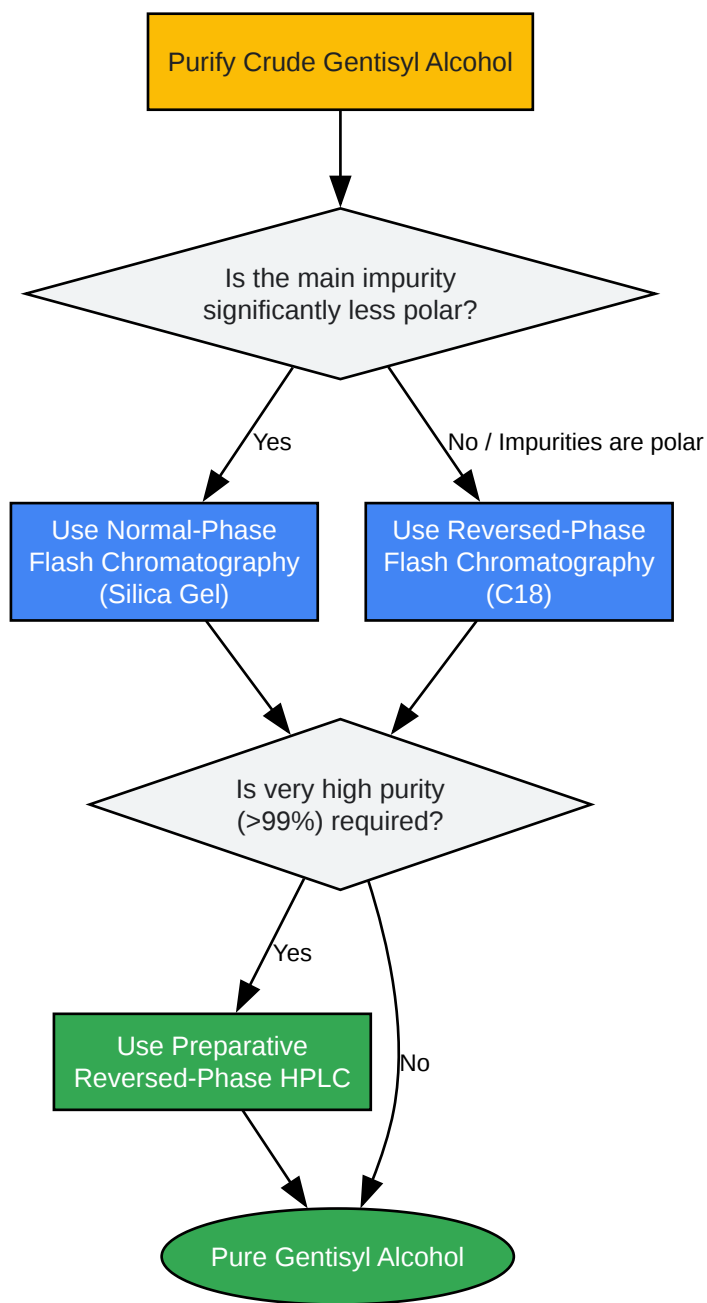 Purify Crude Gentisyl Alcohol
Is the main impurity
significantly less polar?
Yes
No / Impurities are polar
Use Normal-Phase
Flash Chromatography
(Silica Gel)
Use Reversed-Phase
Flash Chromatography
(C18)
Is very high purity
(>99%) required?
Yes
Use Preparative
Reversed-Phase HPLC
No
Pure Gentisyl Alcohol